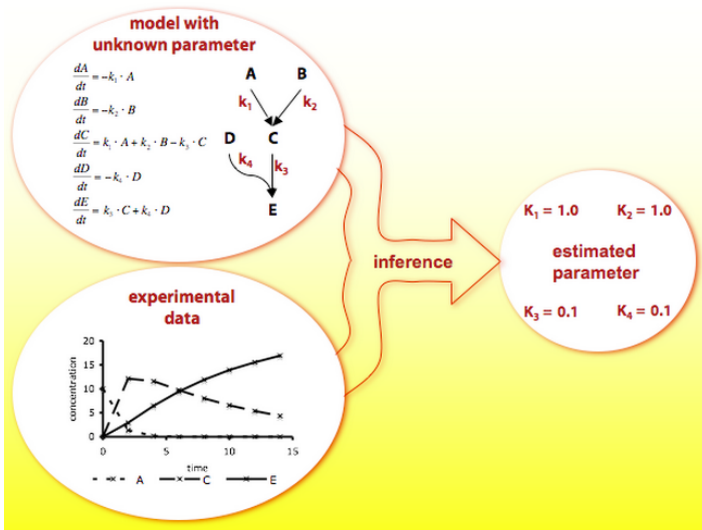 model with
unknown parameter
dA/dt = -k₁ · A
dB/dt = -k₂ · B
dC/dt = k₁ · A + k₂ · B - k₃ · C
dD/dt = -k₄ · D
dE/dt = k₃ · C + k₄ · D
A B
k₁ k₂
D C
k₄ k₃
E
inference
K₁ = 1.0 K₂ = 1.0
estimated
parameter
K₃ = 0.1 K₄ = 0.1
experimental
data
concentration
20
15
10
5
0
0 5 10 15
time
A C E